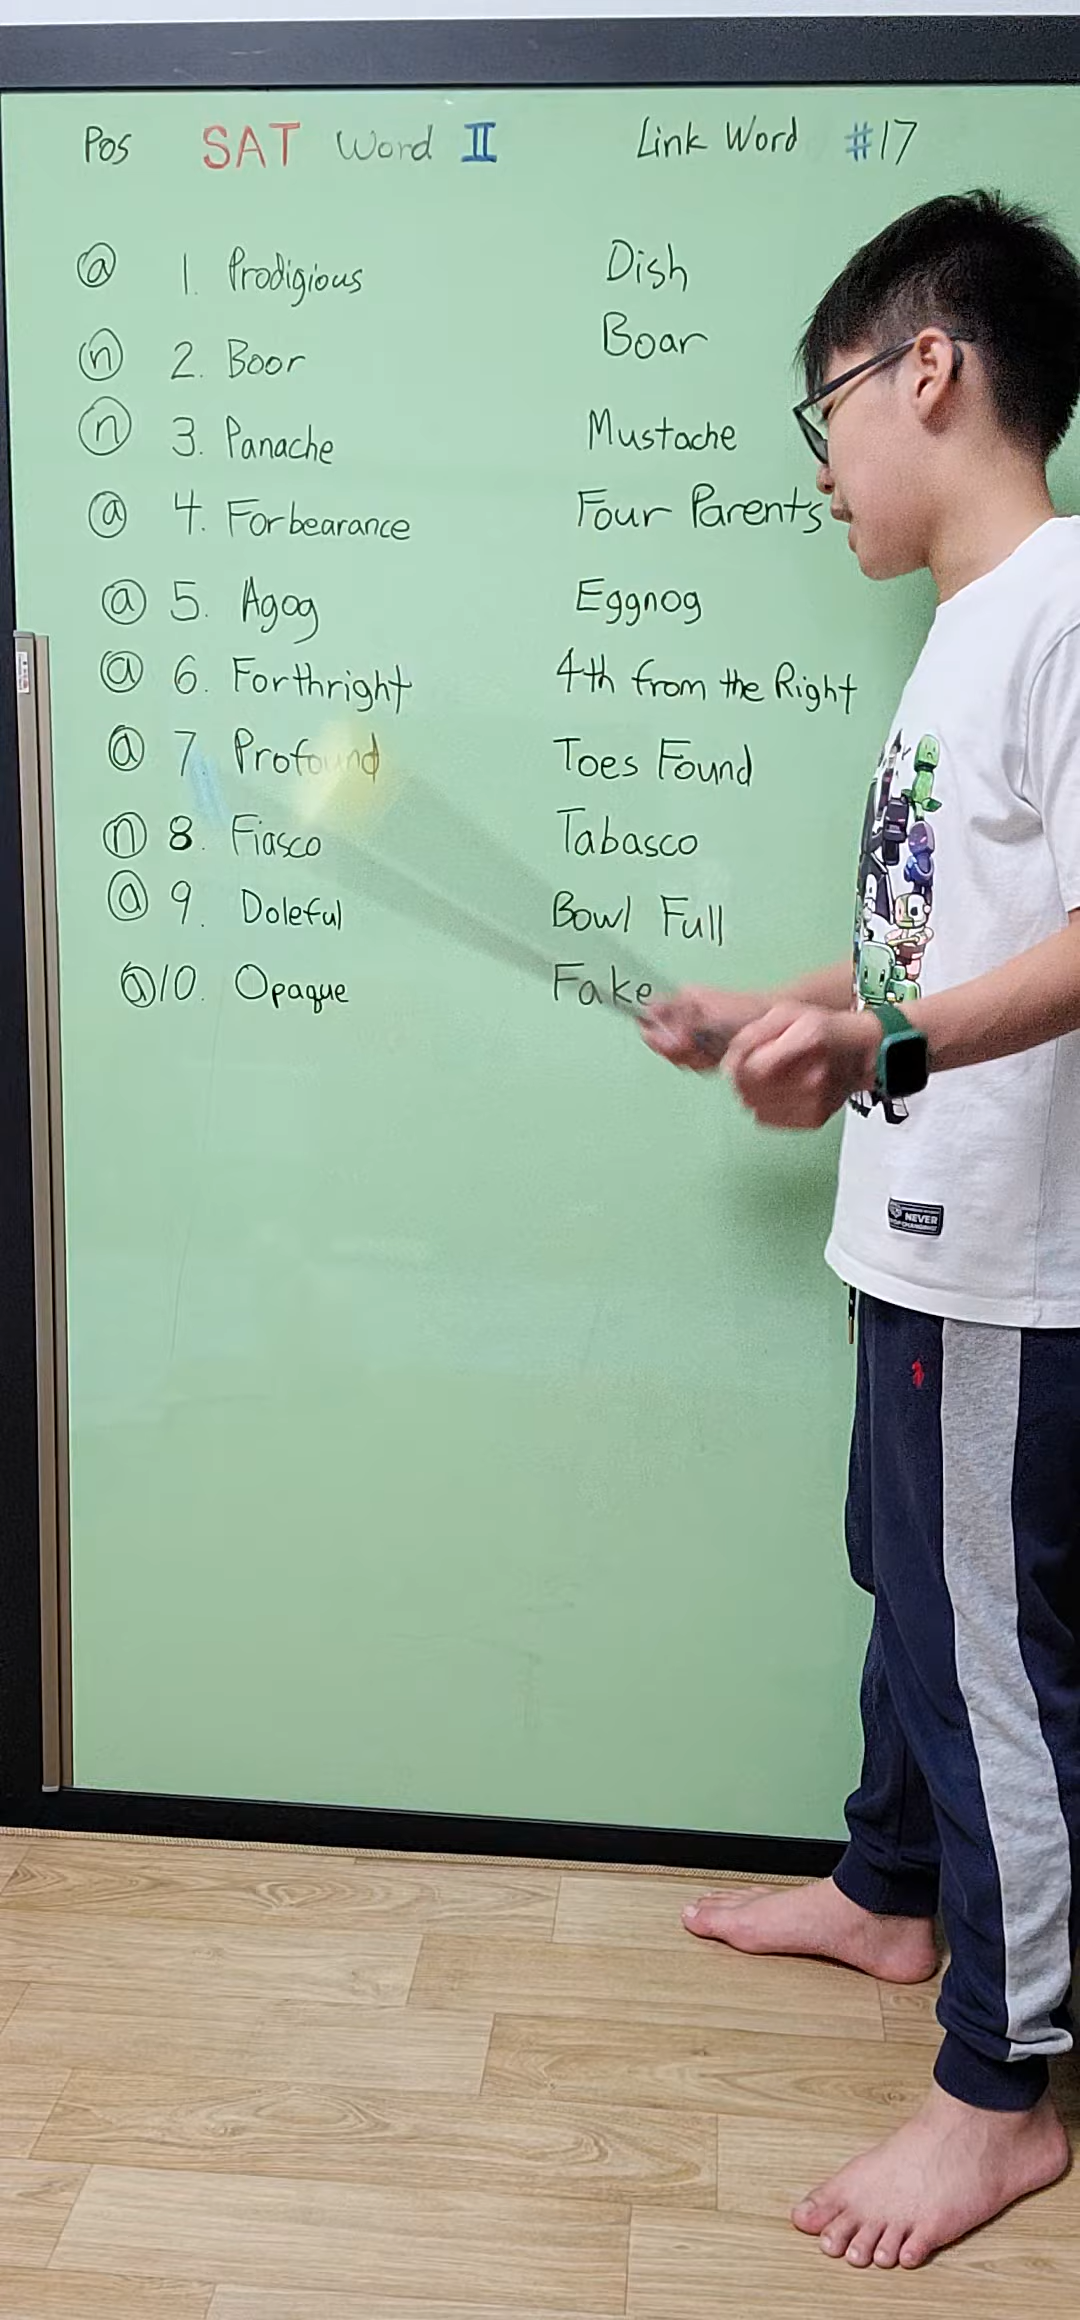 Pos SAT Word II Link Word #17
a 1. Prodigious Dish
n 2. Boor Boar
n 3. Panache Mustache
a 4. Forbearance Four Parents
a 5. Agog Eggnog
a 6. Forthright 4th from the Right
a 7. Profound Toes Found
n 8. Fiasco Tabasco
a 9. Doleful Bowl Full
a 10. Opaque Fake
NEVER